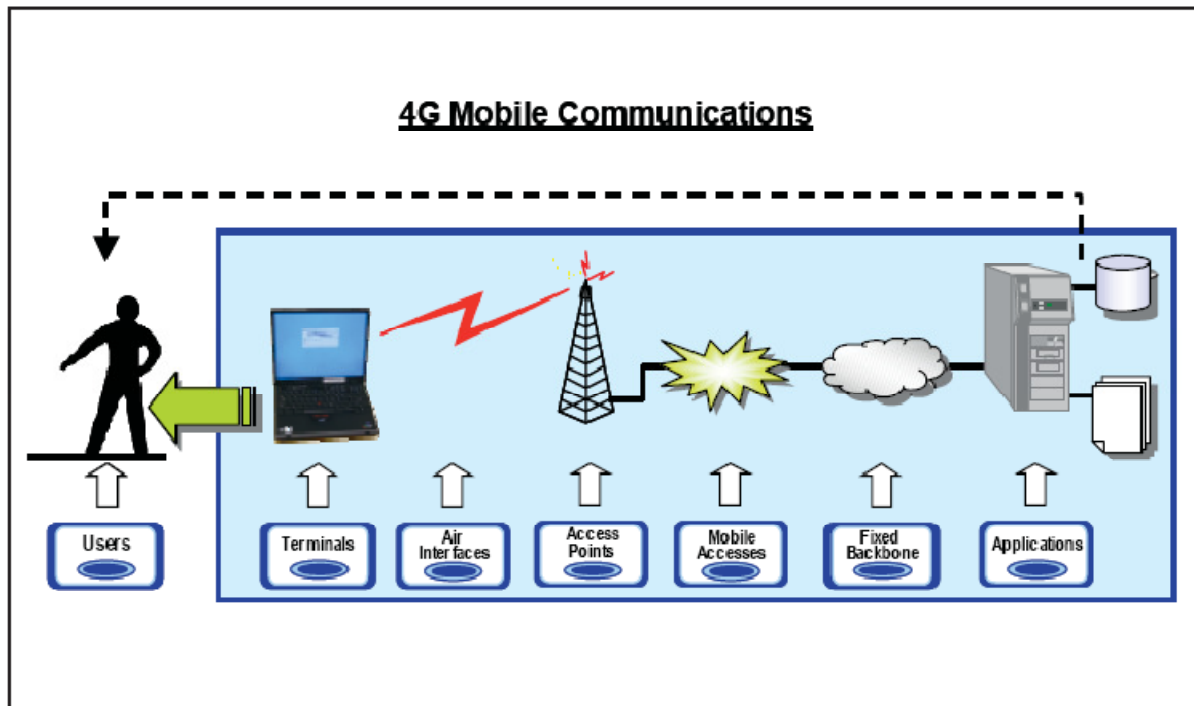 4G Mobile Communications
Users
Terminals
Air
Interfaces
Access
Points
Mobile
Accesses
Fixed
Backbone
Applications